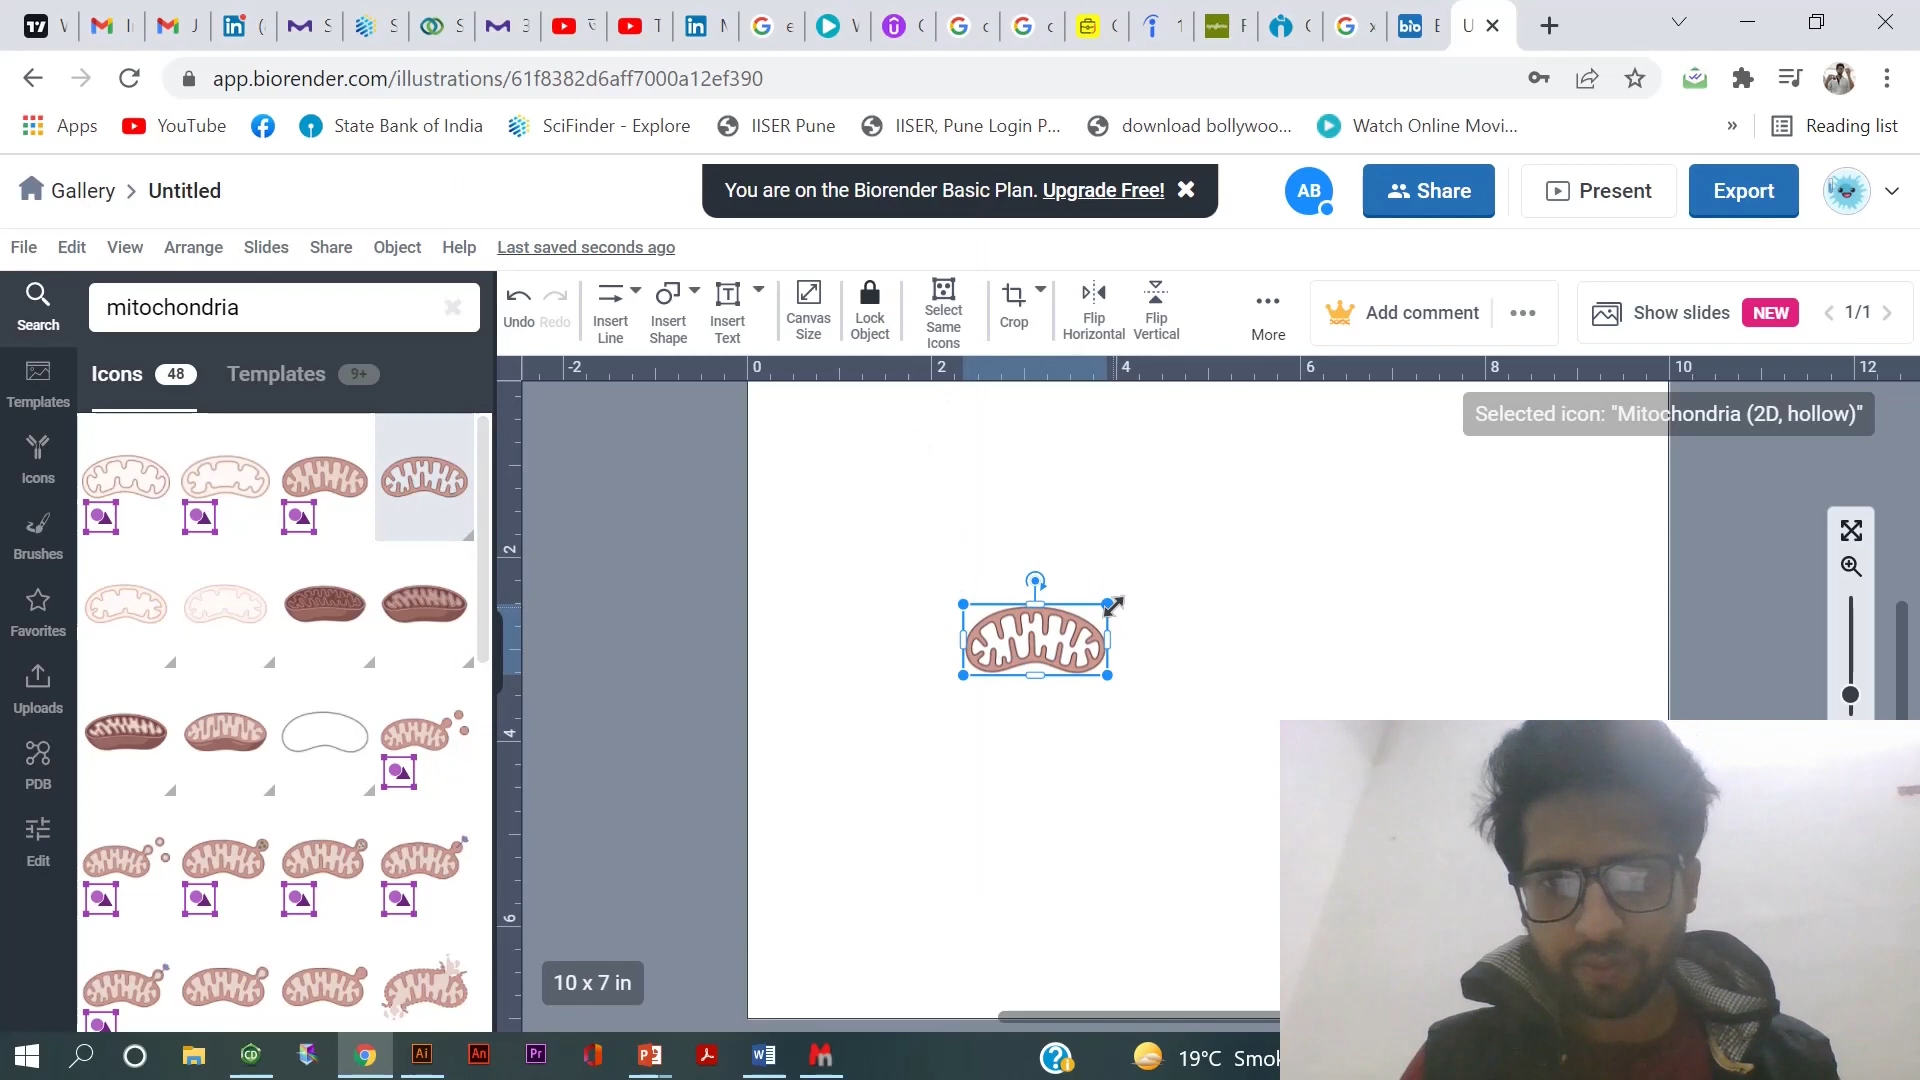 app.biorender.com/illustrations/61f8382d6aff7000a12ef390
Apps YouTube State Bank of India SciFinder - Explore IISER Pune IISER, Pune Login P... download bollywoo... Watch Online Movi... » Reading list
Gallery > Untitled
You are on the Biorender Basic Plan. Upgrade Free!
AB
Share
Present
Export
File Edit View Arrange Slides Share Object Help Last saved seconds ago
Search
mitochondria
Undo Redo
Insert Line
Insert Shape
Insert Text
Canvas Size
Lock Object
Select Same Icons
Crop
Flip Horizontal
Flip Vertical
More
Add comment
Show slides NEW
1/1
Icons 48 Templates 9+
-2 0 2 4 6 8 10 12
Selected icon: "Mitochondria (2D, hollow)"
Templates
Icons
Brushes
Favorites
Uploads
PDB
Edit
2
4
6
10 x 7 in
19°C Smok